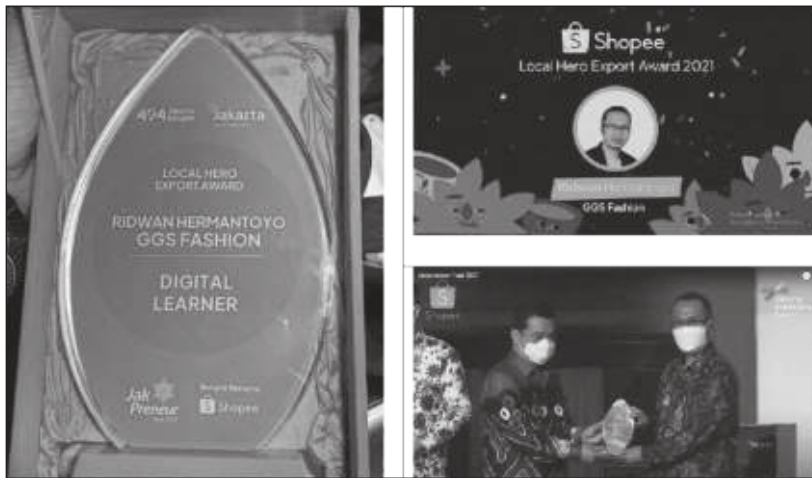 494
Jakarta
LOCAL HERO
EXPORT AWARD
RIDWAN HERMANTOYO
GGS FASHION
DIGITAL
LEARNER
Jak
Preneur
Shopee
Shopee
Local Hero Export Award 2021
GGS Fashion
Shopee